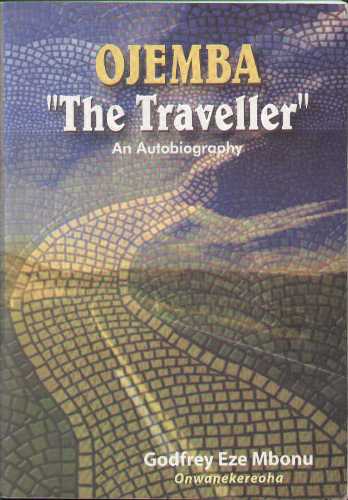 OJEMBA
"The Traveller"
An Autobiography
Godfrey Eze Mbonu
Onwanekereoha